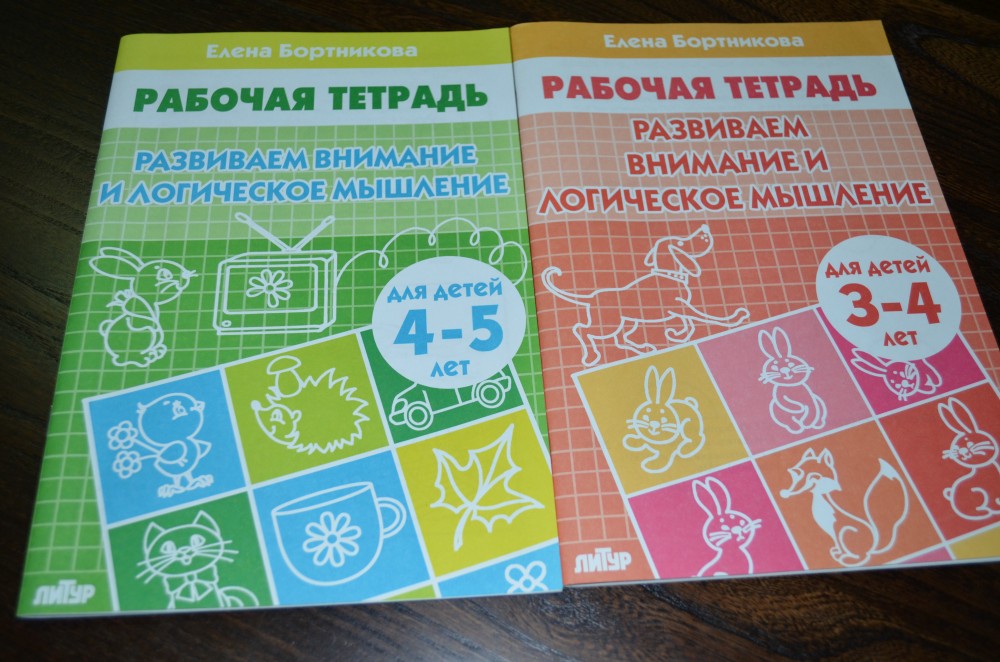 Елена Бортникова
РАБОЧАЯ ТЕТРАДЬ
РАЗВИВАЕМ ВНИМАНИЕ
И ЛОГИЧЕСКОЕ МЫШЛЕНИЕ
для детей
4-5
лет
ЛИТУР
Елена Бортникова
РАБОЧАЯ ТЕТРАДЬ
РАЗВИВАЕМ
ВНИМАНИЕ И
ЛОГИЧЕСКОЕ МЫШЛЕНИЕ
для детей
3-4
лет
ЛИТУР